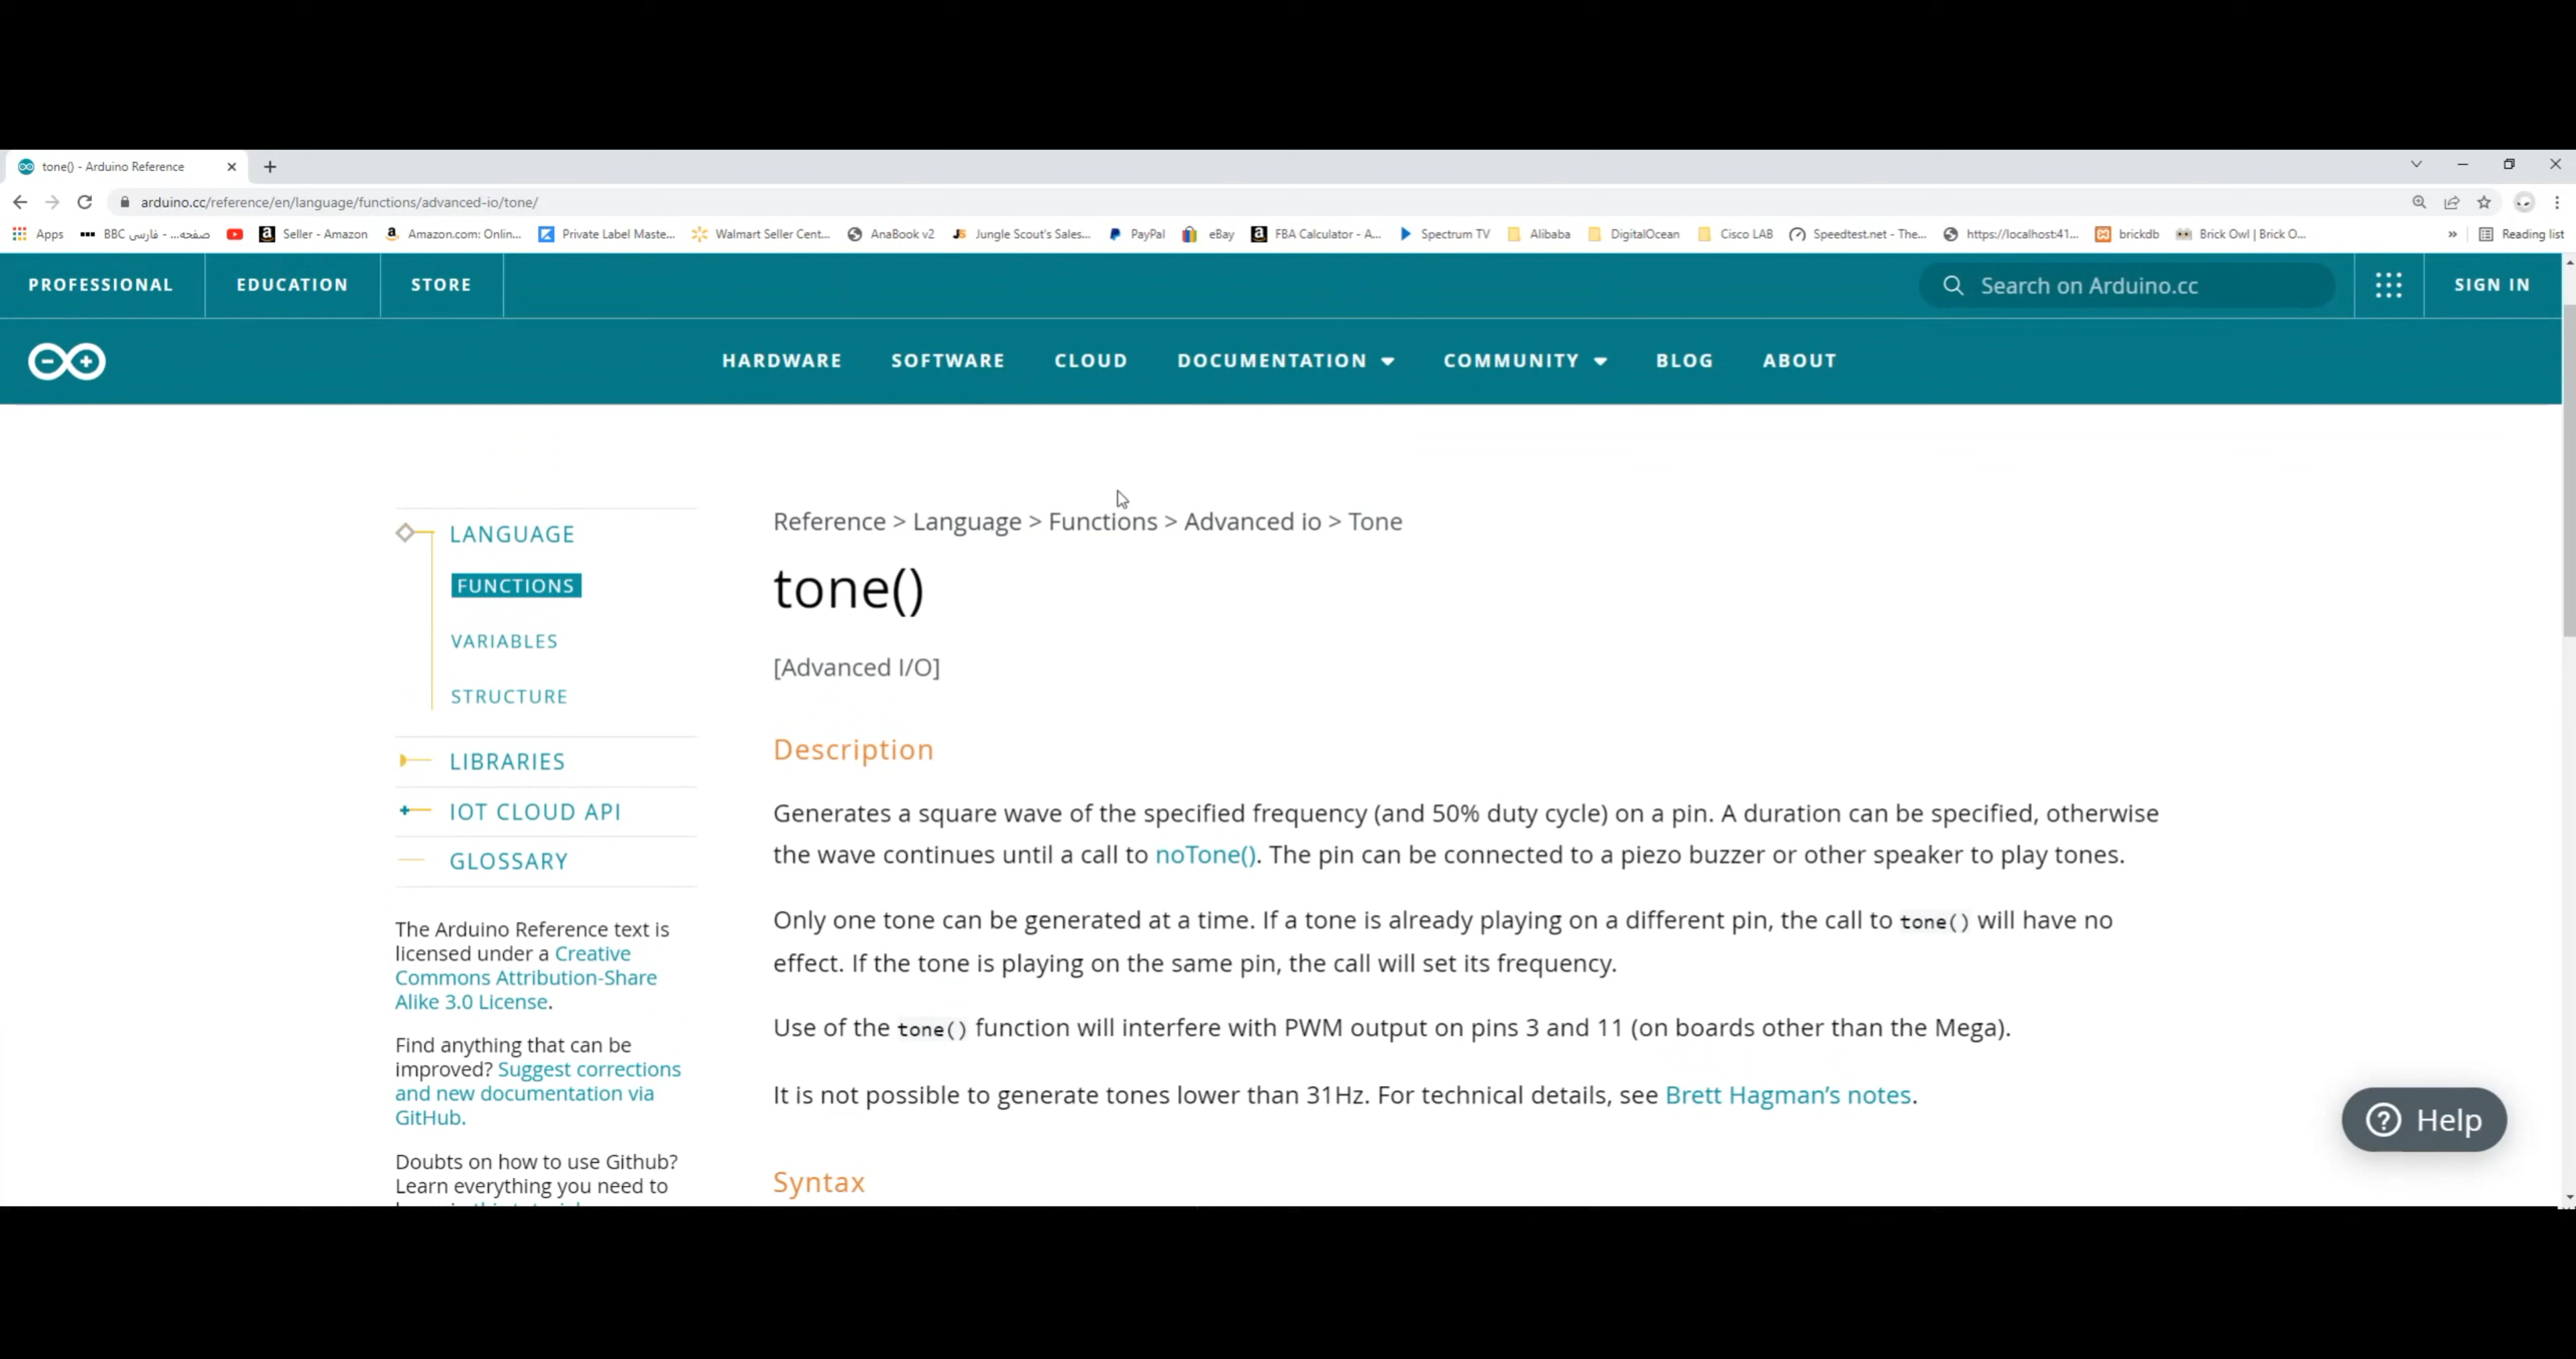 tone() - Arduino Reference
arduino.cc/reference/en/language/functions/advanced-io/tone/
Apps BBC صفحه... - فارسی Seller - Amazon Amazon.com: Onlin... Private Label Maste... Walmart Seller Cent... AnaBook v2 Jungle Scout's Sales... PayPal eBay FBA Calculator - A... Spectrum TV Alibaba DigitalOcean Cisco LAB Speedtest.net - The... https://localhost:41... brickdb Brick Owl | Brick O... » Reading list
PROFESSIONAL EDUCATION STORE Search on Arduino.cc SIGN IN
HARDWARE SOFTWARE CLOUD DOCUMENTATION COMMUNITY BLOG ABOUT
LANGUAGE
FUNCTIONS
VARIABLES
STRUCTURE
LIBRARIES
IOT CLOUD API
GLOSSARY
The Arduino Reference text is
licensed under a Creative
Commons Attribution-Share
Alike 3.0 License.
Find anything that can be
improved? Suggest corrections
and new documentation via
GitHub.
Doubts on how to use Github?
Learn everything you need to
Reference > Language > Functions > Advanced io > Tone
tone()
[Advanced I/O]
Description
Generates a square wave of the specified frequency (and 50% duty cycle) on a pin. A duration can be specified, otherwise
the wave continues until a call to noTone(). The pin can be connected to a piezo buzzer or other speaker to play tones.
Only one tone can be generated at a time. If a tone is already playing on a different pin, the call to tone() will have no
effect. If the tone is playing on the same pin, the call will set its frequency.
Use of the tone() function will interfere with PWM output on pins 3 and 11 (on boards other than the Mega).
It is not possible to generate tones lower than 31Hz. For technical details, see Brett Hagman's notes.
Syntax
Help